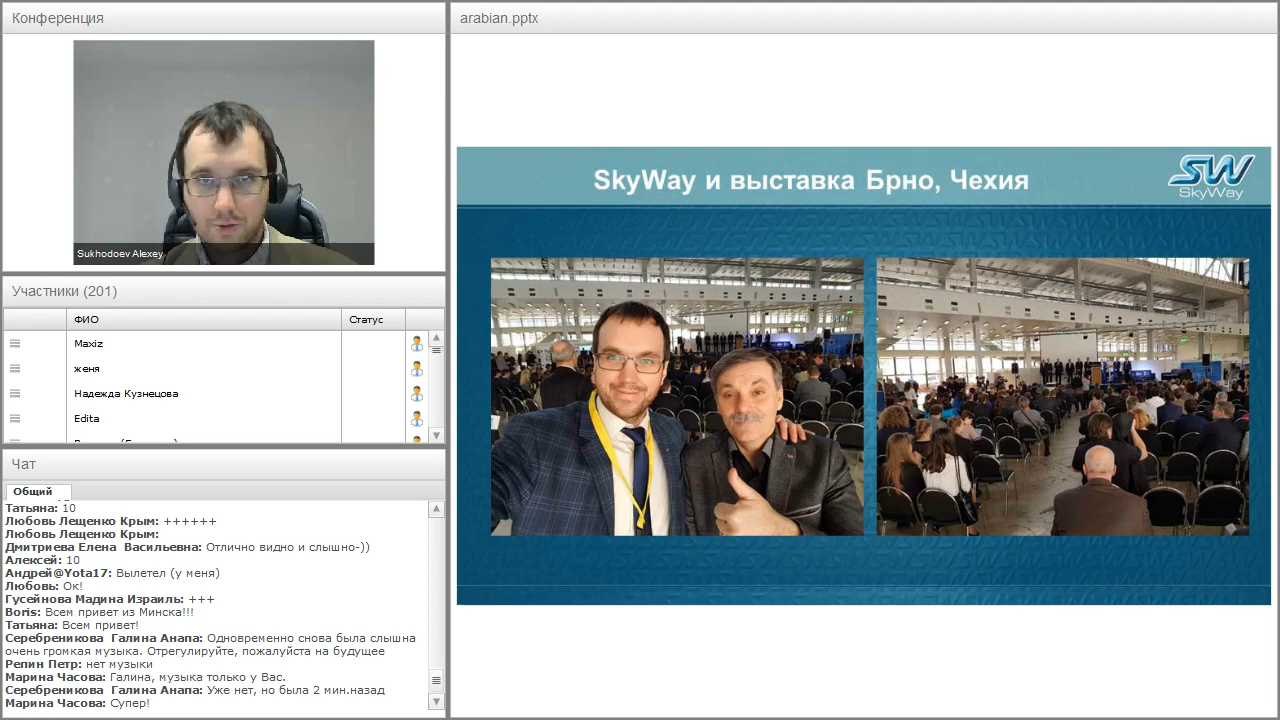 Конференция
Sukhodoev Alexey
Участники (201)
ФИО Статус
Maxiz
женя
Надежда Кузнецова
Edita
Чат
Общий
Татьяна: 10
Любовь Лещенко Крым: ++++++
Любовь Лещенко Крым:
Дмитриева Елена Васильевна: Отлично видно и слышно-))
Алексей: 10
Андрей@Yota17: Вылетел (у меня)
Любовь: Ок!
Гусейнова Мадина Израиль: +++
Boris: Всем привет из Минска!!!
Татьяна: Всем привет!
Серебреникова Галина Анапа: Одновременно снова была слышна
очень громкая музыка. Отрегулируйте, пожалуйста на будущее
Репин Петр: нет музыки
Марина Часова: Галина, музыка только у Вас.
Серебреникова Галина Анапа: Уже нет, но была 2 мин.назад
Марина Часова: Супер!
arabian.pptx
SkyWay и выставка Брно, Чехия
SW
SkyWay